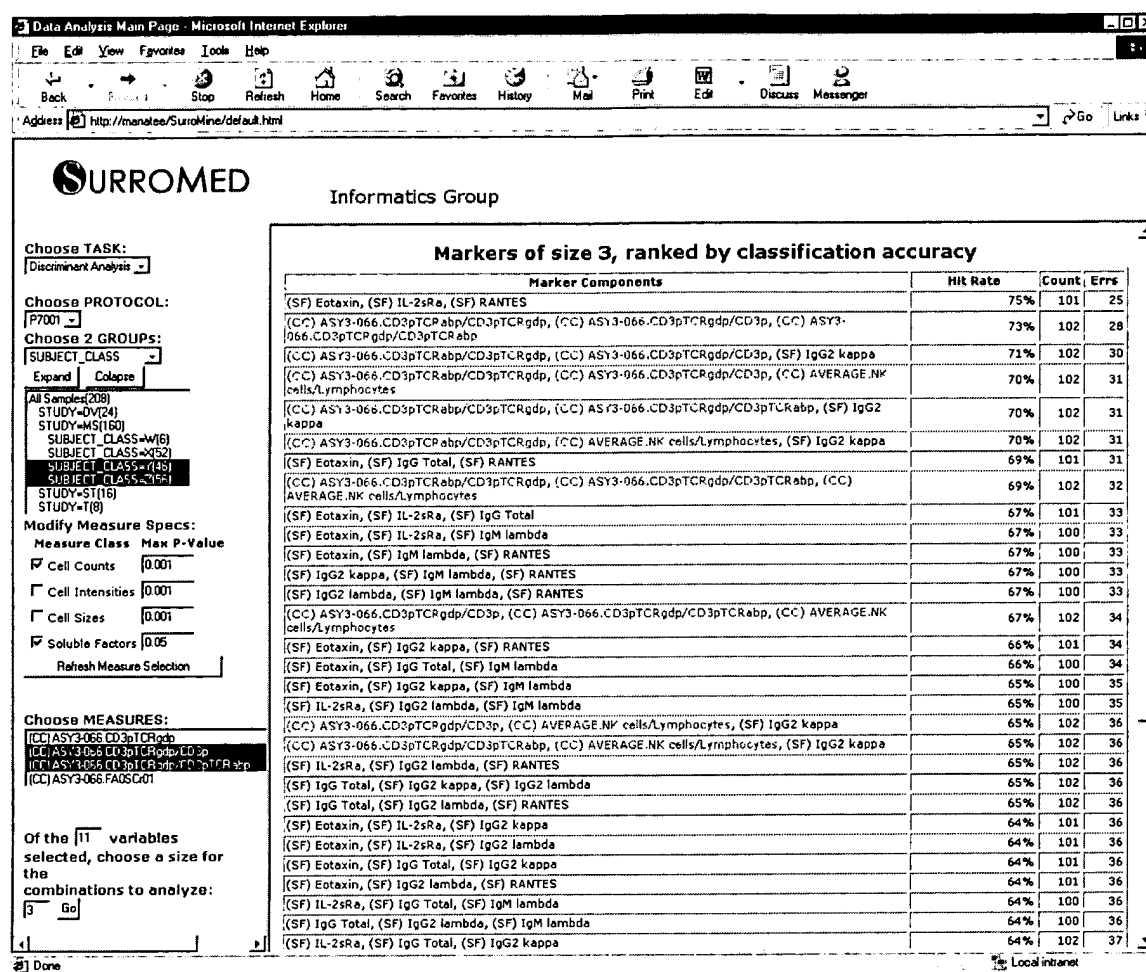 Data Analysis Main Page - Microsoft Internet Explorer
File Edit View Favorites Tools Help
Back Stop Refresh Home Search Favorites History Mail Print Edit Discuss Messenger
Address http://manatee/SurroMine/default.html Go Links
SURROMED
Informatics Group
Choose TASK:
Discriminant Analysis
Choose PROTOCOL:
P7001
Choose 2 GROUPs:
SUBJECT_CLASS
Expand Colapse
All Samples(208)
STUDY=DV(24)
STUDY=MS(160)
SUBJECT_CLASS=W(6)
SUBJECT_CLASS=X(52)
SUBJECT_CLASS=Y(46)
SUBJECT_CLASS=Z(56)
STUDY=ST(16)
STUDY=T(8)
Modify Measure Specs:
Measure Class Max P-Value
Cell Counts 0.001
Cell Intensities 0.001
Cell Sizes 0.001
Soluble Factors 0.05
Refresh Measure Selection
Choose MEASURES:
(CC) ASY3-066.CD3pTCRgdp
(CC) ASY3-066.CD3pTCRgdp/CD3p
(CC) ASY3-066.CD3pTCRgdp/CD3pTCRabp
(CC) ASY3-066.FA0SCr01
Of the 11 variables
selected, choose a size for
the
combinations to analyze:
3 Go
Markers of size 3, ranked by classification accuracy
Marker Components Hit Rate Count Errs
(SF) Eotaxin, (SF) IL-2sRa, (SF) RANTES 75% 101 25
(CC) ASY3-066.CD3pTCRabp/CD3pTCRgdp, (CC) ASY3-066.CD3pTCRgdp/CD3p, (CC) ASY3-
066.CD3pTCRgdp/CD3pTCRabp 73% 102 28
(CC) ASY3-066.CD3pTCRabp/CD3pTCRgdp, (CC) ASY3-066.CD3pTCRgdp/CD3p, (SF) IgG2 kappa 71% 102 30
(CC) ASY3-066.CD3pTCRabp/CD3pTCRgdp, (CC) ASY3-066.CD3pTCRgdp/CD3p, (CC) AVERAGE.NK
cells/Lymphocytes 70% 102 31
(CC) ASY3-066.CD3pTCRabp/CD3pTCRgdp, (CC) ASY3-066.CD3pTCRgdp/CD3pTCRabp, (SF) IgG2
kappa 70% 102 31
(CC) ASY3-066.CD3pTCRabp/CD3pTCRgdp, (CC) AVERAGE.NK cells/Lymphocytes, (SF) IgG2 kappa 70% 102 31
(SF) Eotaxin, (SF) IgG Total, (SF) RANTES 69% 101 31
(CC) ASY3-066.CD3pTCRabp/CD3pTCRgdp, (CC) ASY3-066.CD3pTCRgdp/CD3pTCRabp, (CC)
AVERAGE.NK cells/Lymphocytes 69% 102 32
(SF) Eotaxin, (SF) IL-2sRa, (SF) IgG Total 67% 101 33
(SF) Eotaxin, (SF) IL-2sRa, (SF) IgM lambda 67% 100 33
(SF) Eotaxin, (SF) IgM lambda, (SF) RANTES 67% 100 33
(SF) IgG2 kappa, (SF) IgM lambda, (SF) RANTES 67% 100 33
(SF) IgG2 lambda, (SF) IgM lambda, (SF) RANTES 67% 100 33
(CC) ASY3-066.CD3pTCRgdp/CD3p, (CC) ASY3-066.CD3pTCRgdp/CD3pTCRabp, (CC) AVERAGE.NK
cells/Lymphocytes 67% 102 34
(SF) Eotaxin, (SF) IgG2 kappa, (SF) RANTES 66% 101 34
(SF) Eotaxin, (SF) IgG Total, (SF) IgM lambda 66% 100 34
(SF) Eotaxin, (SF) IgG2 kappa, (SF) IgM lambda 65% 100 35
(SF) IL-2sRa, (SF) IgG2 lambda, (SF) IgM lambda 65% 100 35
(CC) ASY3-066.CD3pTCRgdp/CD3p, (CC) AVERAGE.NK cells/Lymphocytes, (SF) IgG2 kappa 65% 102 36
(CC) ASY3-066.CD3pTCRgdp/CD3pTCRabp, (CC) AVERAGE.NK cells/Lymphocytes, (SF) IgG2 kappa 65% 102 36
(SF) IL-2sRa, (SF) IgG2 lambda, (SF) RANTES 65% 102 36
(SF) IgG Total, (SF) IgG2 kappa, (SF) IgG2 lambda 65% 102 36
(SF) IgG Total, (SF) IgG2 lambda, (SF) RANTES 65% 102 36
(SF) Eotaxin, (SF) IL-2sRa, (SF) IgG2 kappa 64% 101 36
(SF) Eotaxin, (SF) IL-2sRa, (SF) IgG2 lambda 64% 101 36
(SF) Eotaxin, (SF) IgG Total, (SF) IgG2 kappa 64% 101 36
(SF) Eotaxin, (SF) IgG2 lambda, (SF) RANTES 64% 101 36
(SF) IL-2sRa, (SF) IgG Total, (SF) IgM lambda 64% 100 36
(SF) IgG Total, (SF) IgG2 lambda, (SF) IgM lambda 64% 100 36
(SF) IL-2sRa, (SF) IgG Total, (SF) IgG2 kappa 64% 102 37
Done Local intranet